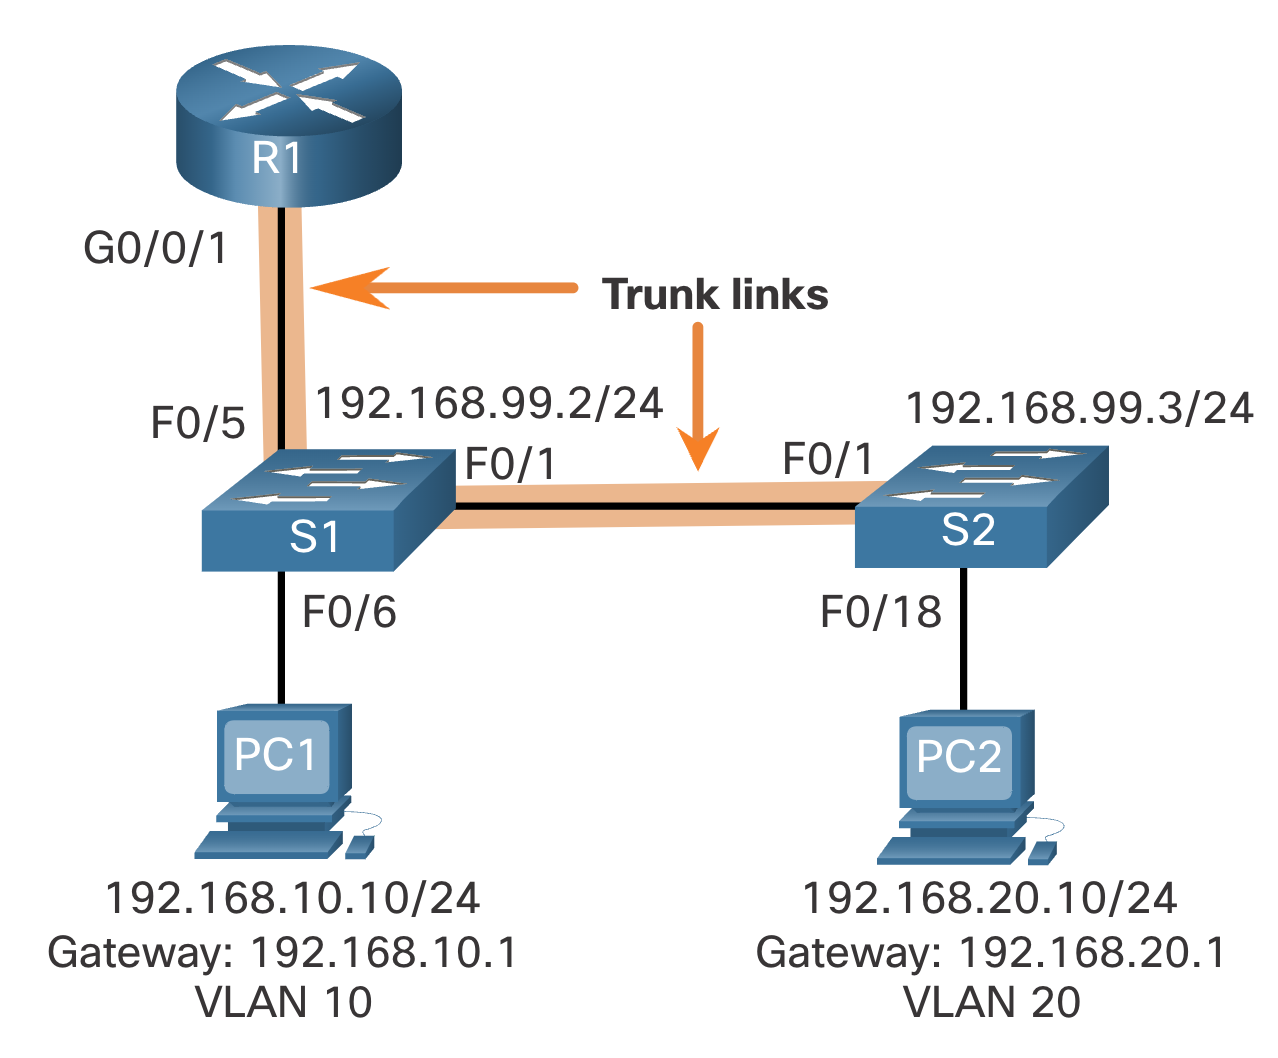 R1
G0/0/1
Trunk links
F0/5
192.168.99.2/24
192.168.99.3/24
F0/1
F0/1
S1
S2
F0/6
F0/18
PC1
PC2
192.168.10.10/24
Gateway: 192.168.10.1
VLAN 10
192.168.20.10/24
Gateway: 192.168.20.1
VLAN 20